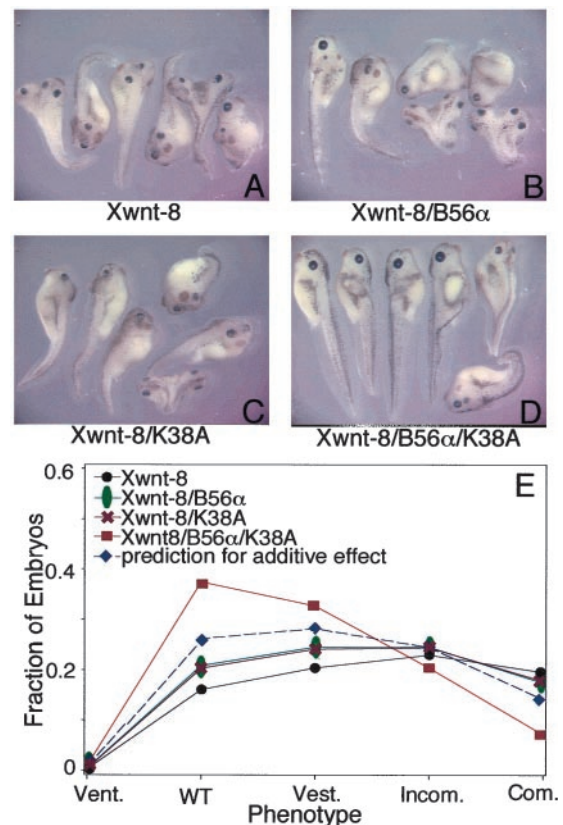 A
Xwnt-8
B
Xwnt-8/B56α
C
Xwnt-8/K38A
D
Xwnt-8/B56α/K38A
E
Xwnt-8
Xwnt-8/B56α
Xwnt-8/K38A
Xwnt8/B56α/K38A
prediction for additive effect
Fraction of Embryos
0.6
0.4
0.2
0
Vent. WT Vest. Incom. Com.
Phenotype